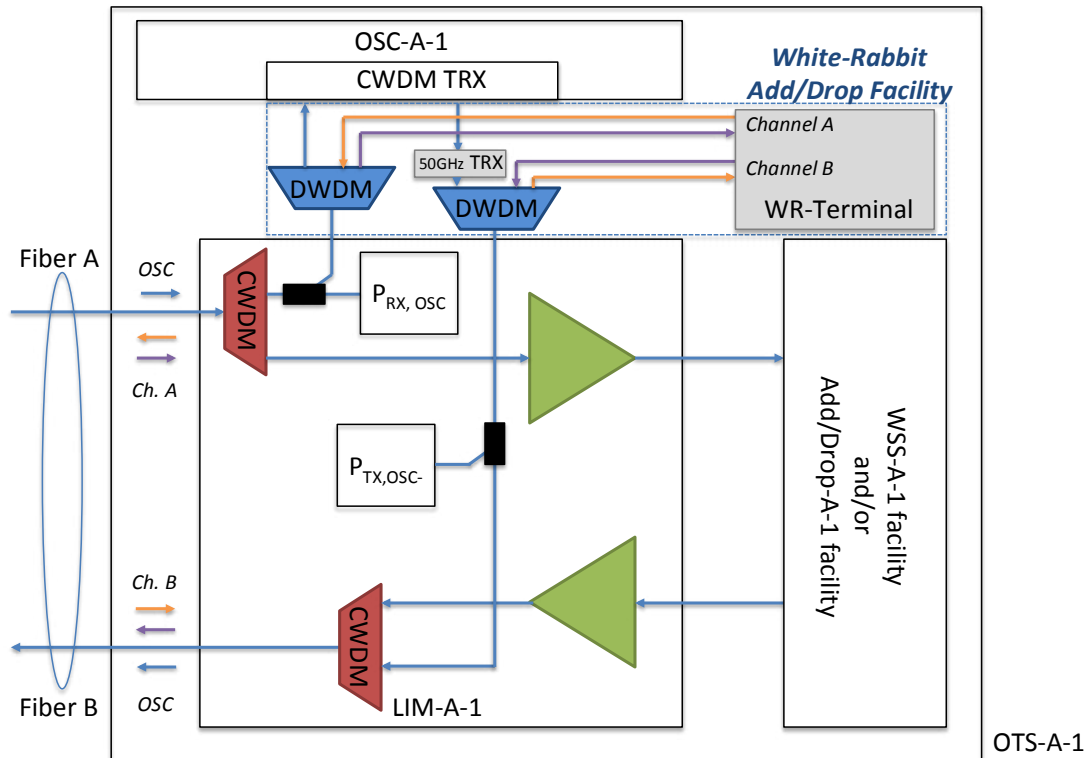 OSC-A-1
CWDM TRX
White-Rabbit
Add/Drop Facility
Channel A
Channel B
WR-Terminal
50GHz TRX
DWDM
DWDM
Fiber A
OSC
Ch. A
CWDM
PRX, OSC
PTX,OSC-
WSS-A-1 facility
and/or
Add/Drop-A-1 facility
Ch. B
CWDM
OSC
Fiber B
LIM-A-1
OTS-A-1